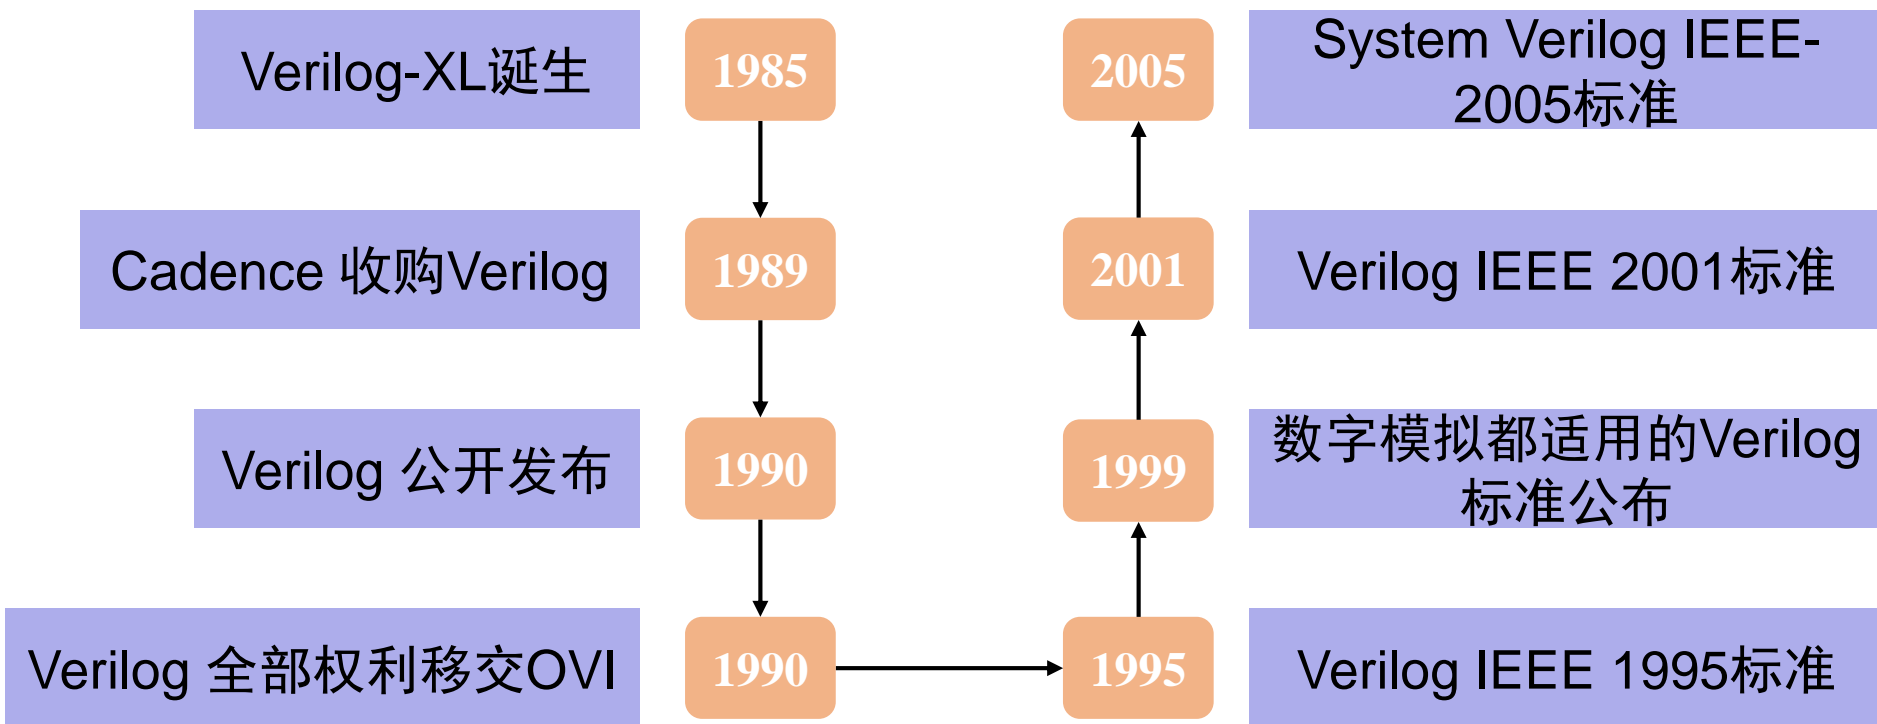 Verilog-XL诞生
1985
2005
System Verilog IEEE-
2005标准
Cadence 收购Verilog
1989
2001
Verilog IEEE 2001标准
Verilog 公开发布
1990
1999
数字模拟都适用的Verilog
标准公布
Verilog 全部权利移交OVI
1990
1995
Verilog IEEE 1995标准